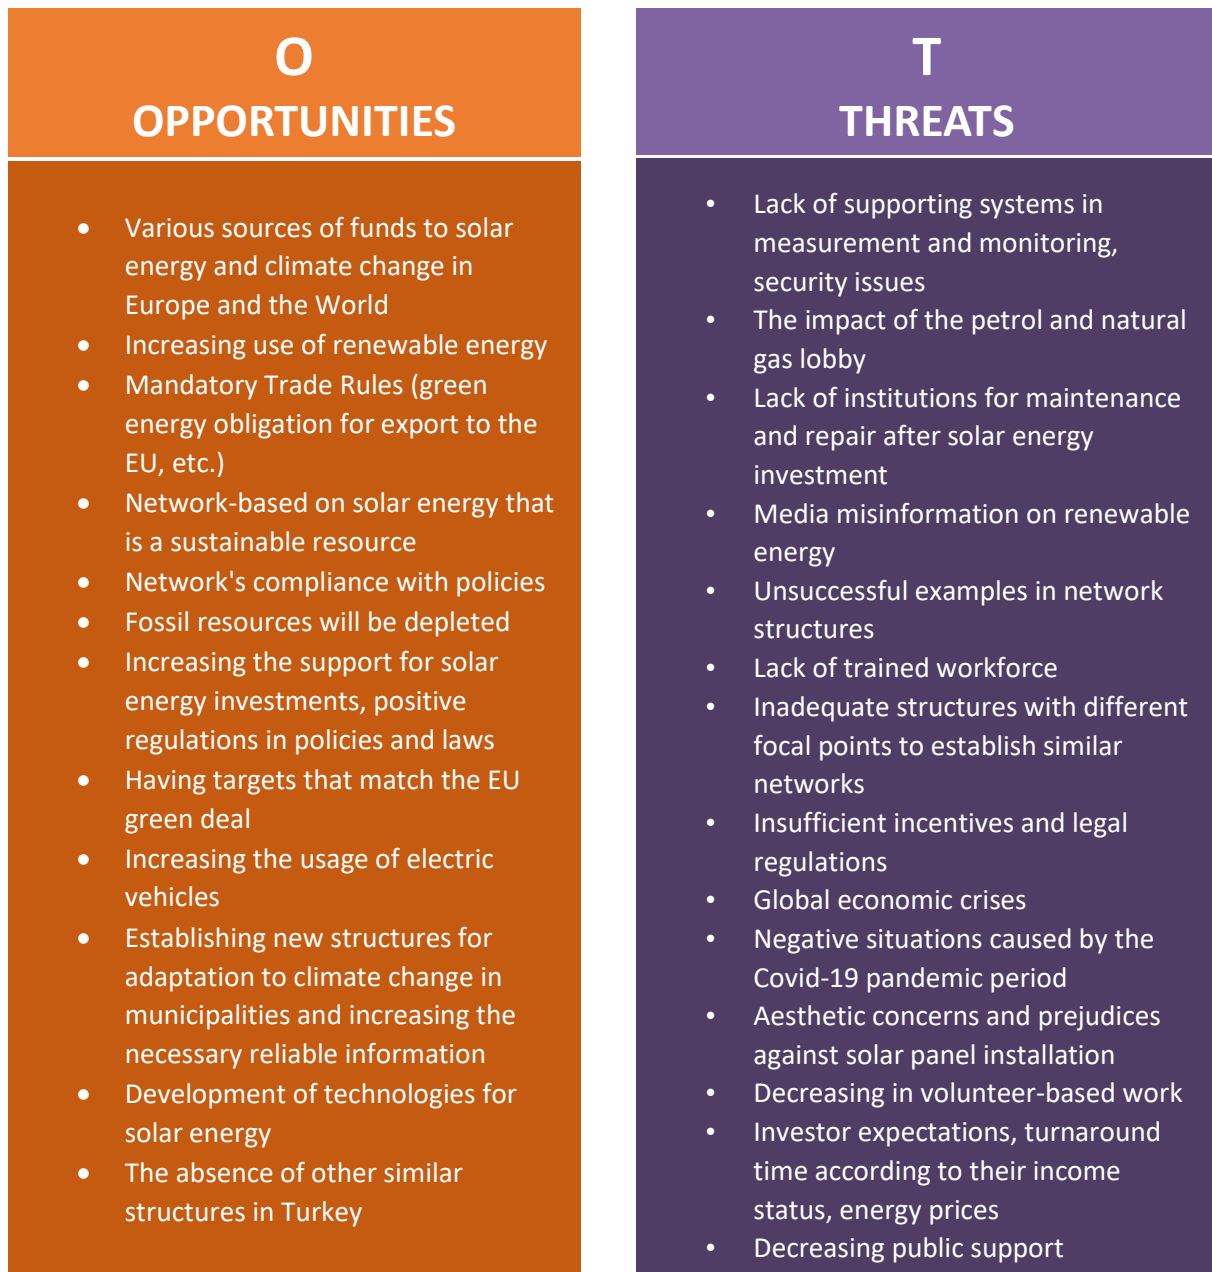 O
OPPORTUNITIES
• Various sources of funds to solar
energy and climate change in
Europe and the World
• Increasing use of renewable energy
• Mandatory Trade Rules (green
energy obligation for export to the
EU, etc.)
• Network-based on solar energy that
is a sustainable resource
• Network's compliance with policies
• Fossil resources will be depleted
• Increasing the support for solar
energy investments, positive
regulations in policies and laws
• Having targets that match the EU
green deal
• Increasing the usage of electric
vehicles
• Establishing new structures for
adaptation to climate change in
municipalities and increasing the
necessary reliable information
• Development of technologies for
solar energy
• The absence of other similar
structures in Turkey
T
THREATS
• Lack of supporting systems in
measurement and monitoring,
security issues
• The impact of the petrol and natural
gas lobby
• Lack of institutions for maintenance
and repair after solar energy
investment
• Media misinformation on renewable
energy
• Unsuccessful examples in network
structures
• Lack of trained workforce
• Inadequate structures with different
focal points to establish similar
networks
• Insufficient incentives and legal
regulations
• Global economic crises
• Negative situations caused by the
Covid-19 pandemic period
• Aesthetic concerns and prejudices
against solar panel installation
• Decreasing in volunteer-based work
• Investor expectations, turnaround
time according to their income
status, energy prices
• Decreasing public support